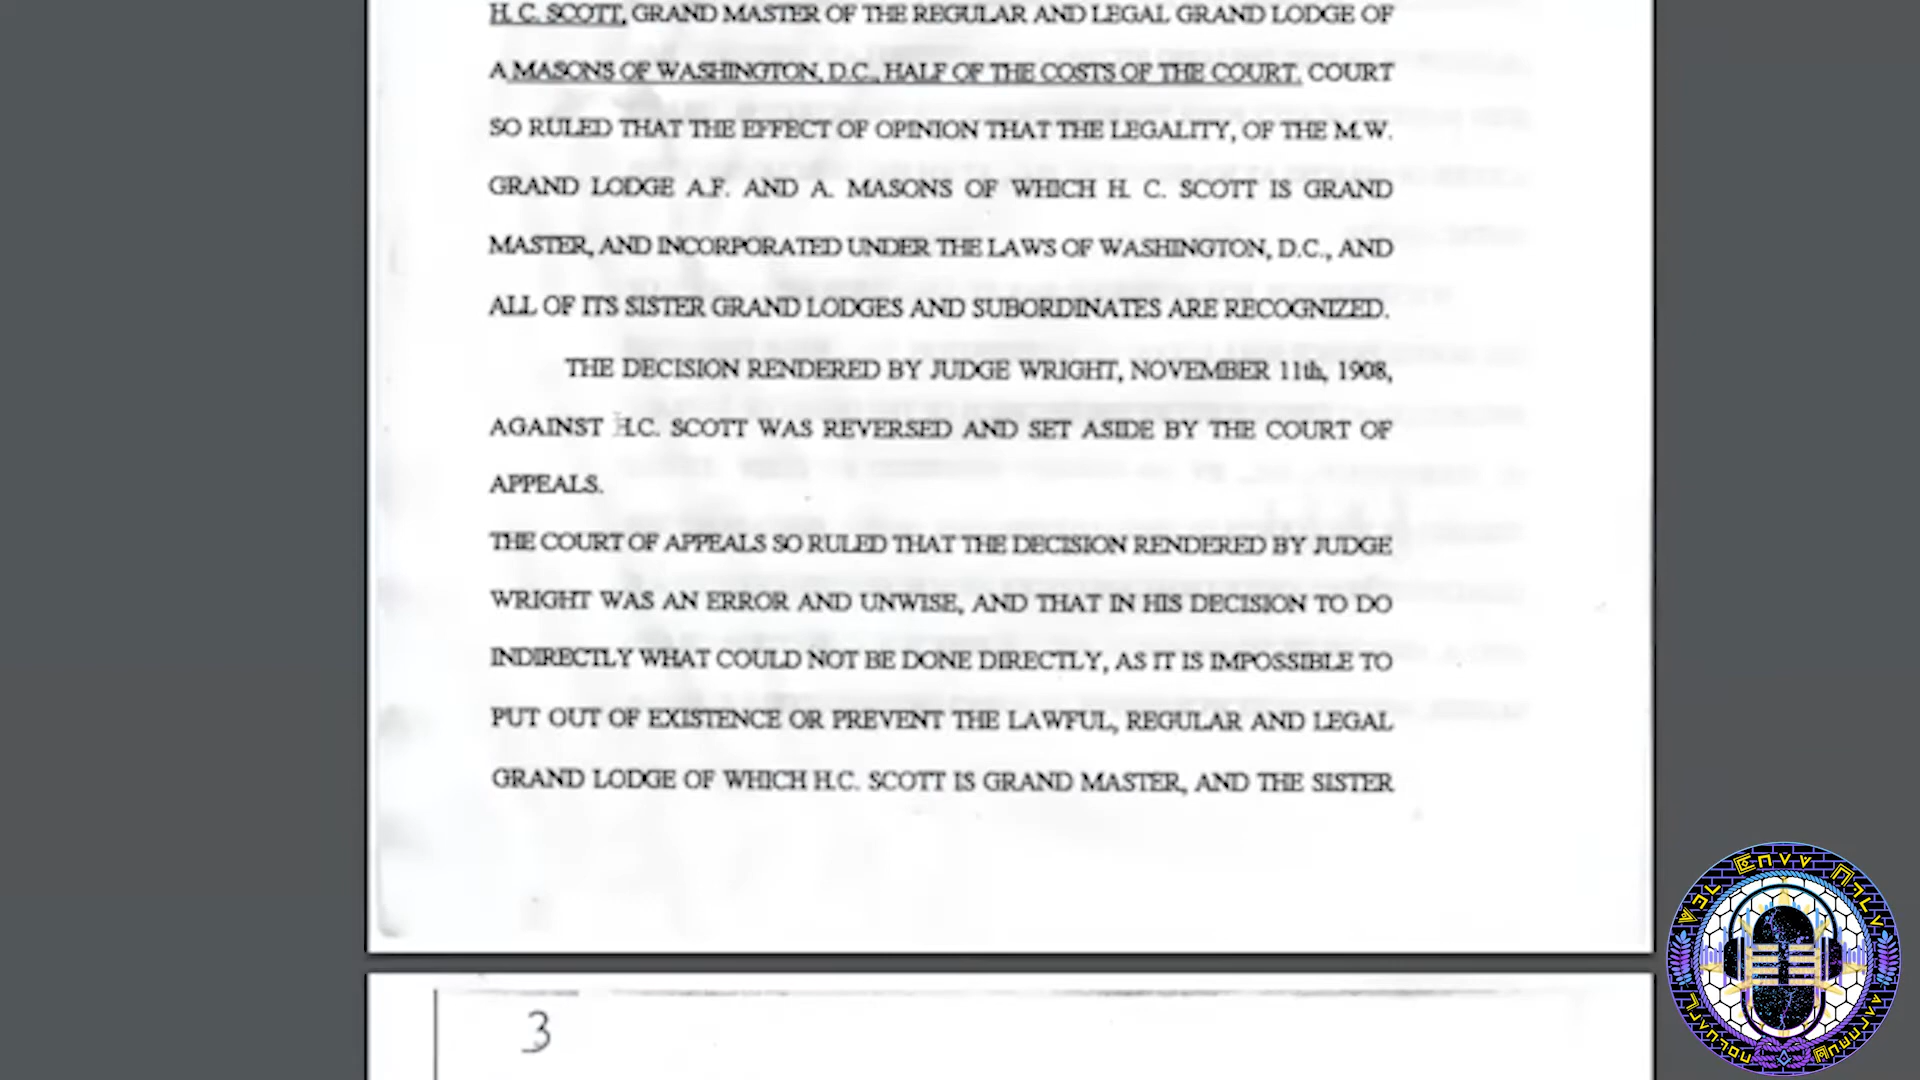 H. C. SCOTT, GRAND MASTER OF THE REGULAR AND LEGAL GRAND LODGE OF
A MASONS OF WASHINGTON, D.C., HALF OF THE COSTS OF THE COURT. COURT
SO RULED THAT THE EFFECT OF OPINION THAT THE LEGALITY, OF THE M.W.
GRAND LODGE A.F. AND A. MASONS OF WHICH H. C. SCOTT IS GRAND
MASTER, AND INCORPORATED UNDER THE LAWS OF WASHINGTON, D.C., AND
ALL OF ITS SISTER GRAND LODGES AND SUBORDINATES ARE RECOGNIZED.
THE DECISION RENDERED BY JUDGE WRIGHT, NOVEMBER 11th, 1908,
AGAINST H.C. SCOTT WAS REVERSED AND SET ASIDE BY THE COURT OF
APPEALS.
THE COURT OF APPEALS SO RULED THAT THE DECISION RENDERED BY JUDGE
WRIGHT WAS AN ERROR AND UNWISE, AND THAT IN HIS DECISION TO DO
INDIRECTLY WHAT COULD NOT BE DONE DIRECTLY, AS IT IS IMPOSSIBLE TO
PUT OUT OF EXISTENCE OR PREVENT THE LAWFUL, REGULAR AND LEGAL
GRAND LODGE OF WHICH H.C. SCOTT IS GRAND MASTER, AND THE SISTER
3